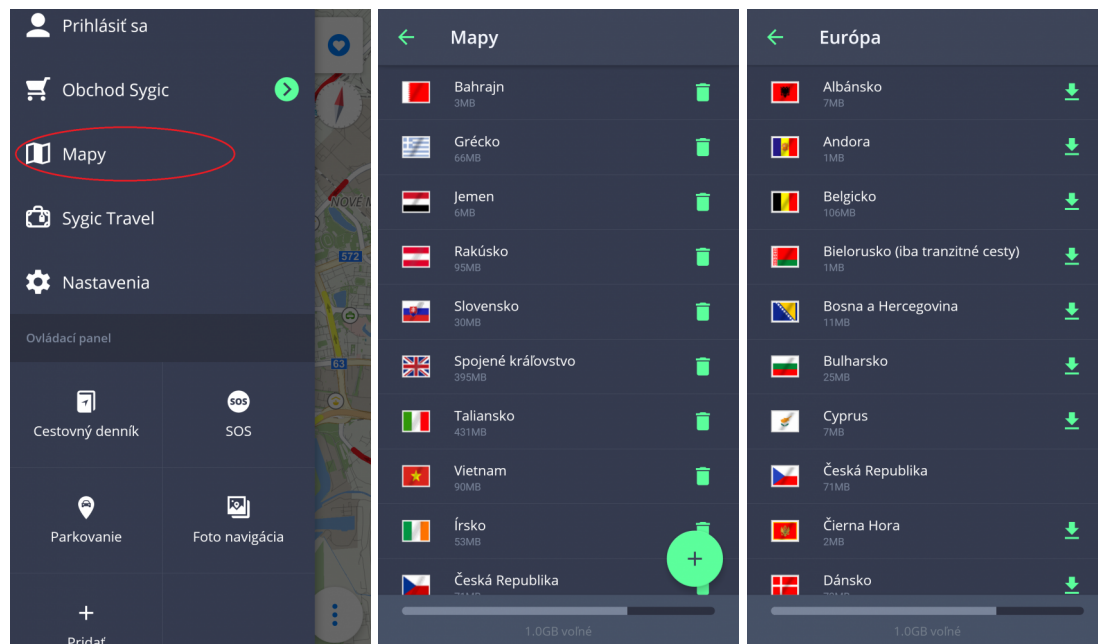 Prihlásiť sa
Obchod Sygic
Mapy
Sygic Travel
Nastavenia
Ovládací panel
Cestovný denník
SOS
SOS
Parkovanie
Foto navigácia
Pridať
572
63
Mapy
Bahrajn
3MB
Grécko
66MB
Jemen
6MB
Rakúsko
95MB
Slovensko
30MB
Spojené kráľovstvo
395MB
Taliansko
431MB
Vietnam
90MB
Írsko
53MB
Česká Republika
1.0GB voľné
Európa
Albánsko
7MB
Andora
1MB
Belgicko
106MB
Bielorusko (iba tranzitné cesty)
1MB
Bosna a Hercegovina
11MB
Bulharsko
25MB
Cyprus
7MB
Česká Republika
71MB
Čierna Hora
2MB
Dánsko
1.0GB voľné